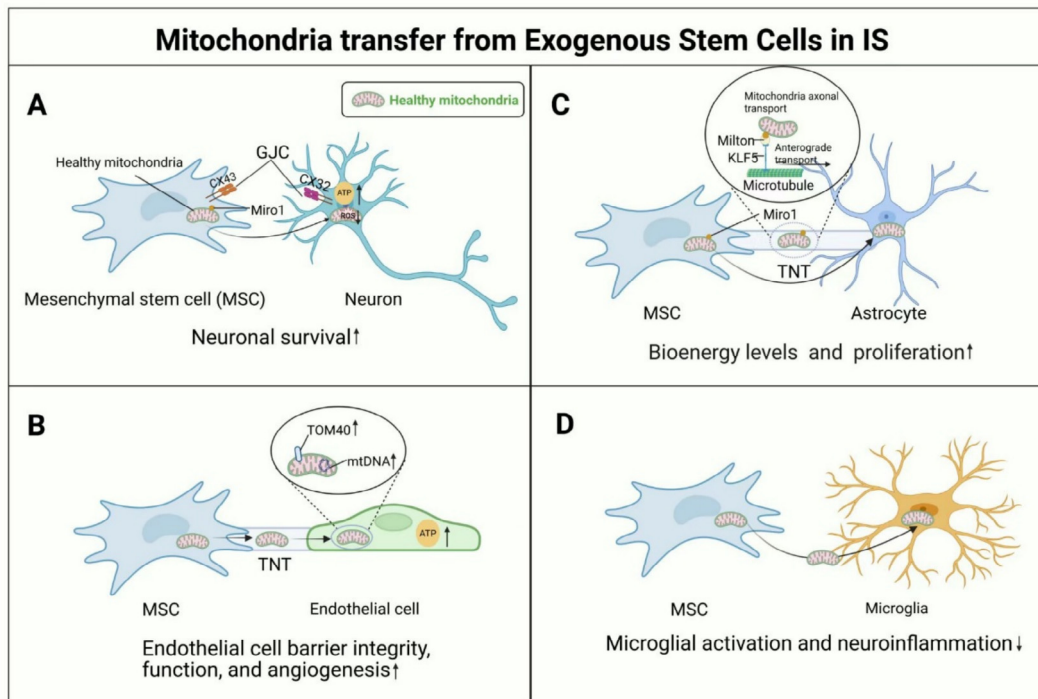 Mitochondria transfer from Exogenous Stem Cells in IS
A
Healthy mitochondria
GJC
Healthy mitochondria
CX43
CX32
ATP
Miro1
ROS
Mesenchymal stem cell (MSC)
Neuron
Neuronal survival↑
C
Mitochondria axonal
transport
Milton
Anterograde
KLF5
transport
Microtubule
Miro1
TNT
MSC
Astrocyte
Bioenergy levels and proliferation↑
B
TOM40↑
mtDNA↑
ATP
TNT
MSC
Endothelial cell
Endothelial cell barrier integrity,
function, and angiogenesis↑
D
MSC
Microglia
Microglial activation and neuroinflammation↓